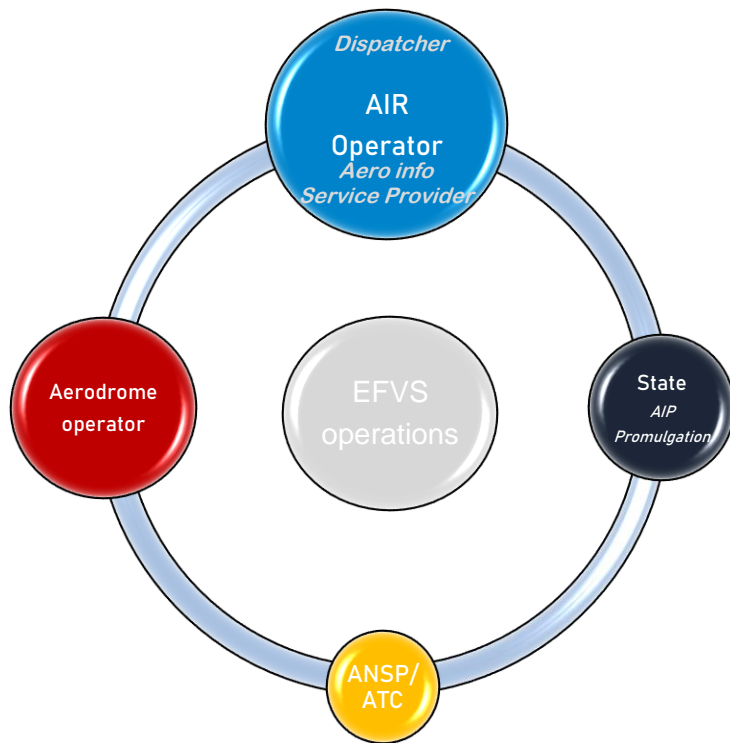 Dispatcher
AIR
Operator
Aero info
Service Provider
Aerodrome
operator
EFVS
operations
State
AIP
Promulgation
ANSP/
ATC